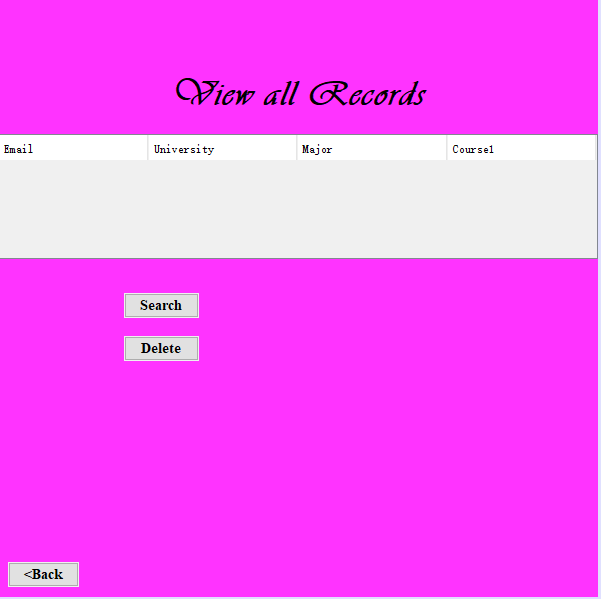 View all Records
Email University Major Course1
Search
Delete
<Back